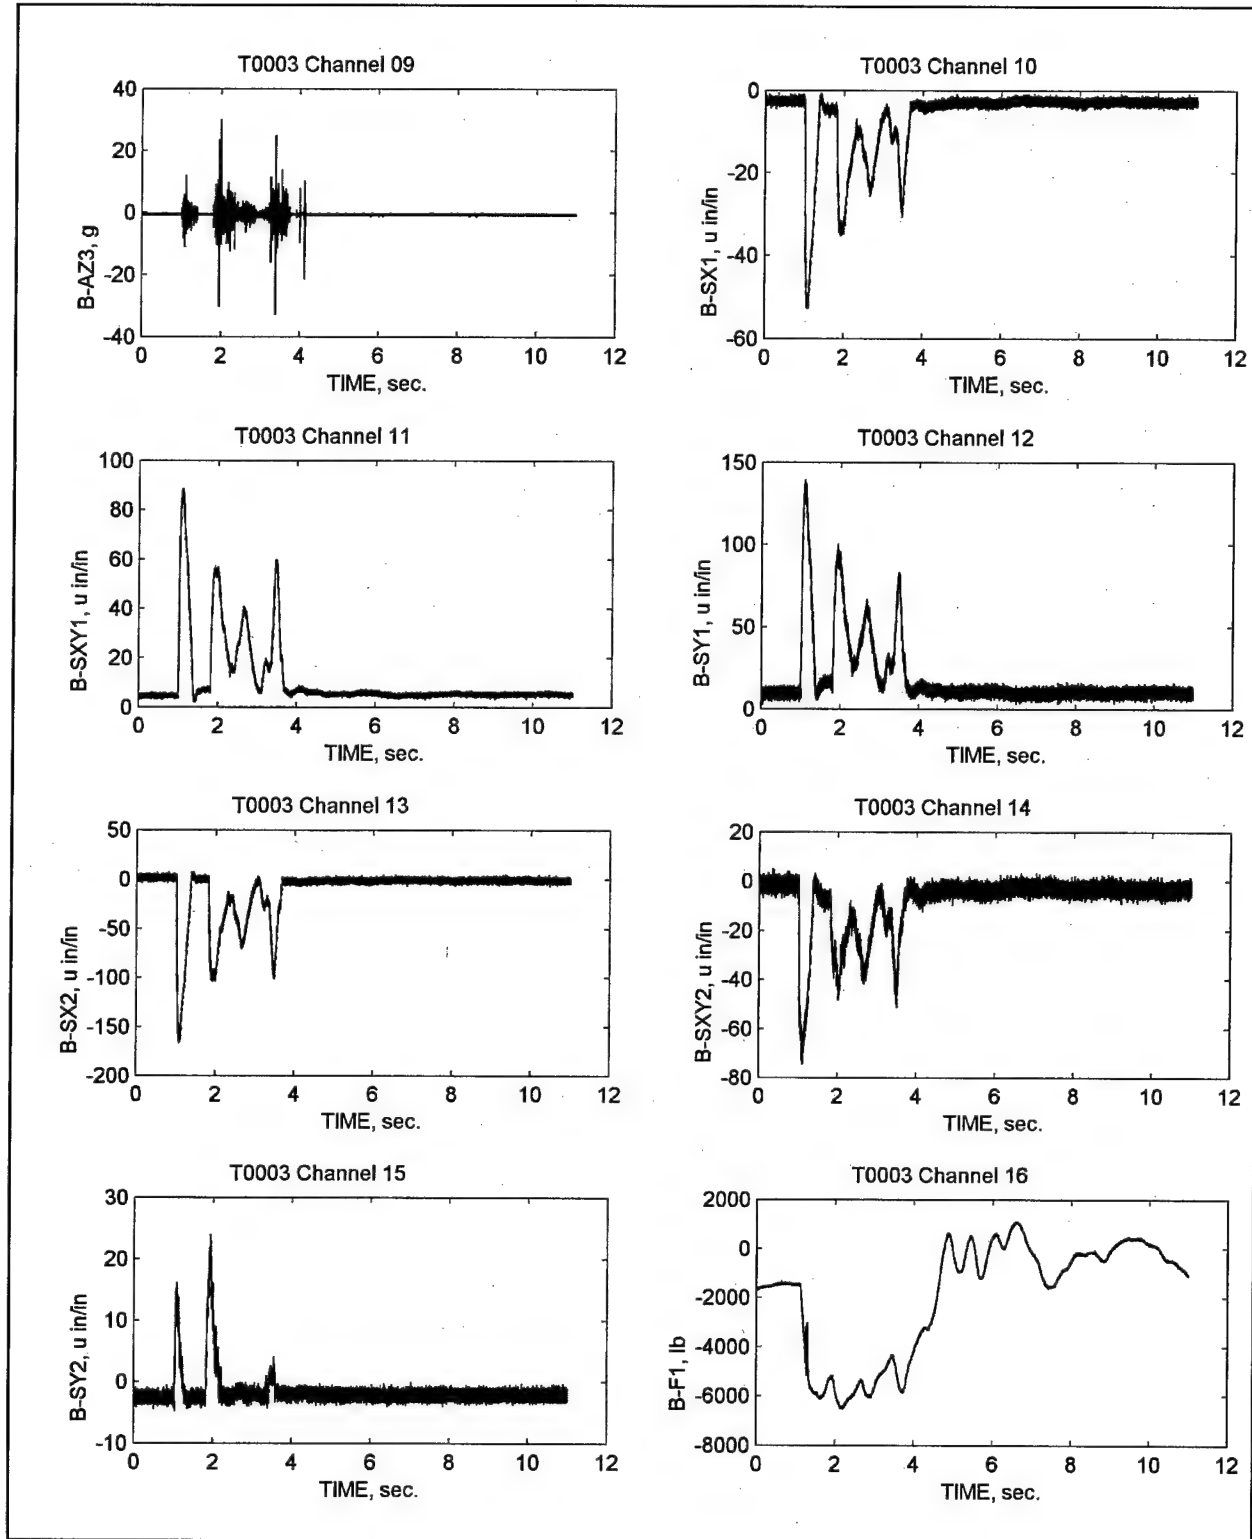 T0003 Channel 09
40
20
0
-20
-40
B-AZ3, g
0 2 4 6 8 10 12
TIME, sec.
T0003 Channel 10
0
-20
-40
-60
B-SX1, u in/in
0 2 4 6 8 10 12
TIME, sec.
T0003 Channel 11
100
80
60
40
20
0
B-SXY1, u in/in
0 2 4 6 8 10 12
TIME, sec.
T0003 Channel 12
150
100
50
0
B-SY1, u in/in
0 2 4 6 8 10 12
TIME, sec.
T0003 Channel 13
50
0
-50
-100
-150
-200
B-SX2, u in/in
0 2 4 6 8 10 12
TIME, sec.
T0003 Channel 14
20
0
-20
-40
-60
-80
B-SXY2, u in/in
0 2 4 6 8 10 12
TIME, sec.
T0003 Channel 15
30
20
10
0
-10
B-SY2, u in/in
0 2 4 6 8 10 12
TIME, sec.
T0003 Channel 16
2000
0
-2000
-4000
-6000
-8000
B-F1, lb
0 2 4 6 8 10 12
TIME, sec.